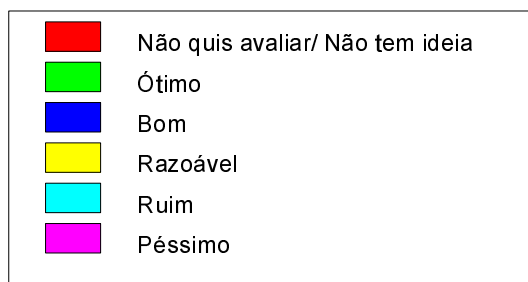 Não quis avaliar/ Não tem ideia
Ótimo
Bom
Razoável
Ruim
Péssimo